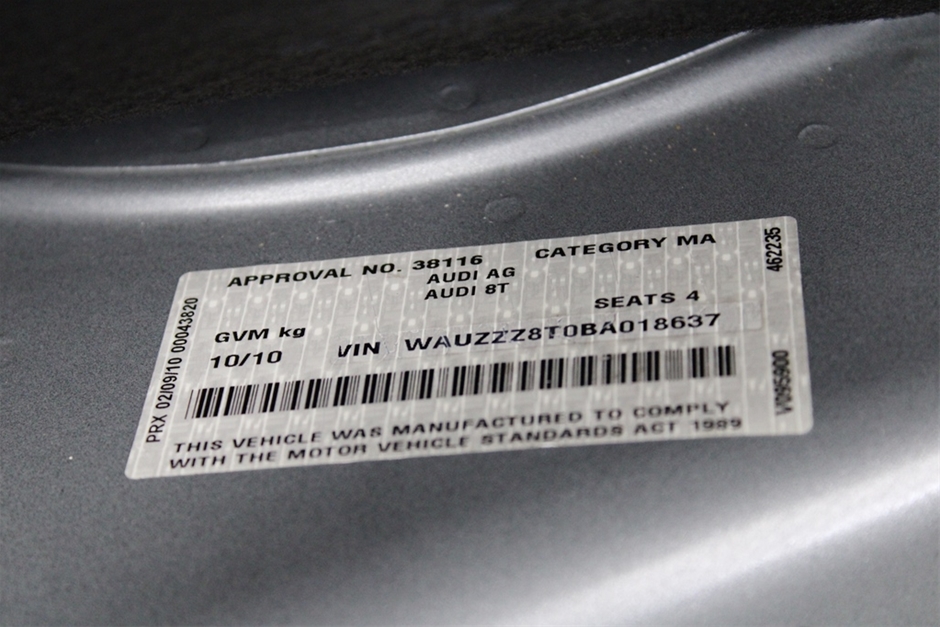 APPROVAL NO. 38116 CATEGORY MA
AUDI AG
AUDI 8T
SEATS 4
GVM kg
10/10 VIN WAUZZZ8T0BA018637
THIS VEHICLE WAS MANUFACTURED TO COMPLY
WITH THE MOTOR VEHICLE STANDARDS ACT 1989
PRX 02/09/10 00043820
462235
V095900